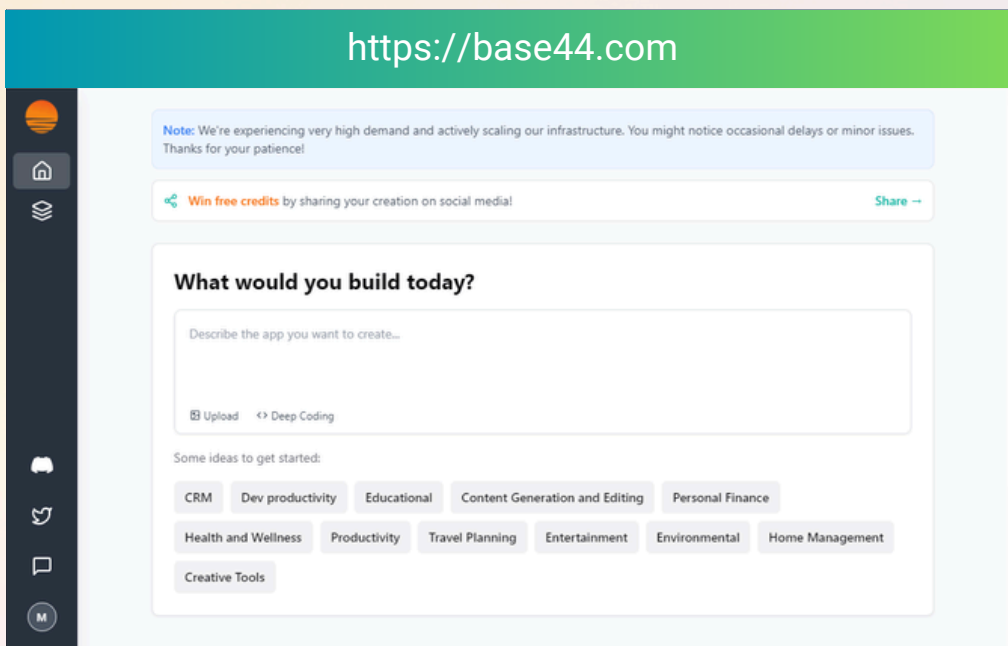 https://base44.com
Note: We're experiencing very high demand and actively scaling our infrastructure. You might notice occasional delays or minor issues.
Thanks for your patience!
Win free credits by sharing your creation on social media!
Share →
What would you build today?
Describe the app you want to create...
Upload <> Deep Coding
Some ideas to get started:
CRM Dev productivity Educational Content Generation and Editing Personal Finance
Health and Wellness Productivity Travel Planning Entertainment Environmental Home Management
Creative Tools
M